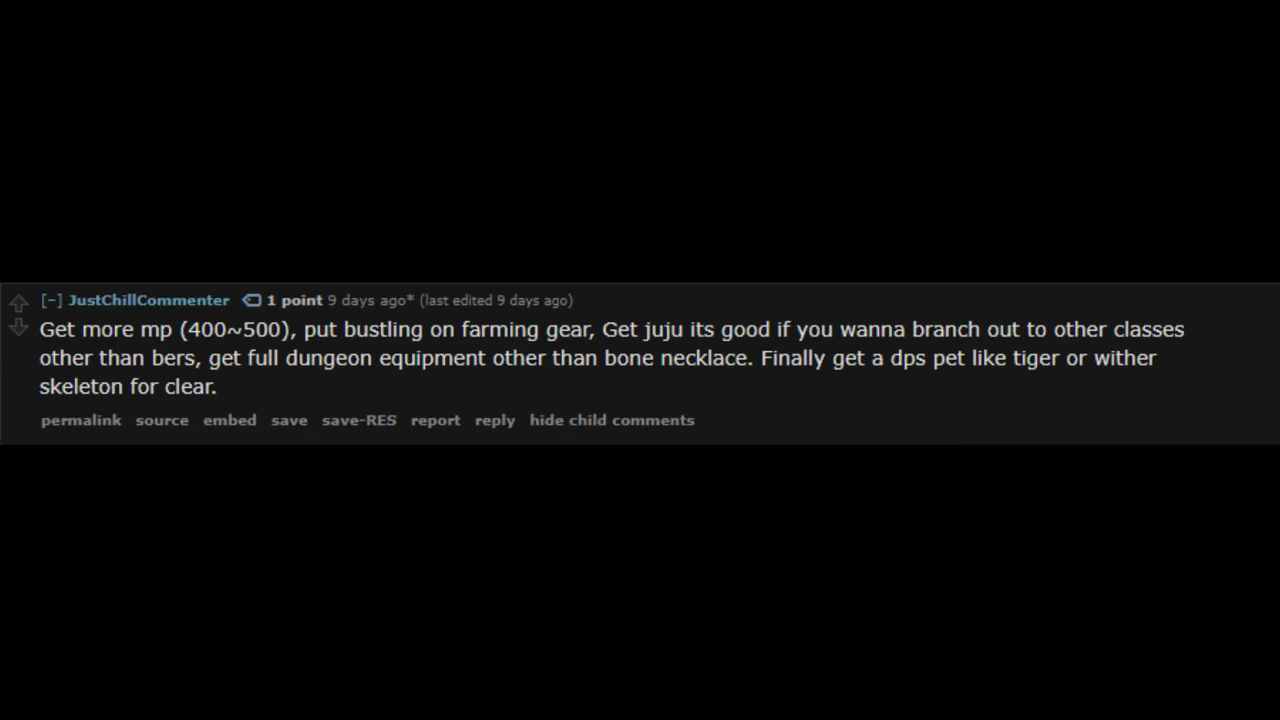 [−] JustChillCommenter 1 point 9 days ago* (last edited 9 days ago)
Get more mp (400~500), put bustling on farming gear, Get juju its good if you wanna branch out to other classes
other than bers, get full dungeon equipment other than bone necklace. Finally get a dps pet like tiger or wither
skeleton for clear.
permalink source embed save save-RES report reply hide child comments